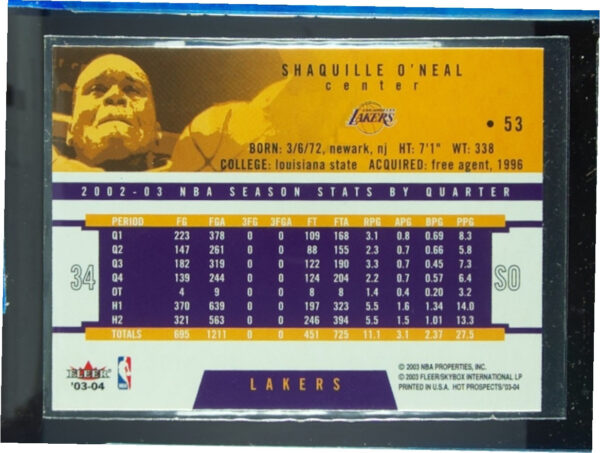 SHAQUILLE O'NEAL
center
LOS ANGELES
LAKERS
• 53
BORN: 3/6/72, newark, nj HT: 7'1" WT: 338
COLLEGE: louisiana state ACQUIRED: free agent, 1996
2002-03 NBA SEASON STATS BY QUARTER
PERIOD FG FGA 3FG 3FGA FT FTA RPG APG BPG PPG
Q1 223 378 0 0 109 168 3.1 0.8 0.69 8.3
Q2 147 261 0 0 88 155 2.3 0.7 0.66 5.8
Q3 182 319 0 0 122 190 3.3 0.7 0.45 7.3
Q4 139 244 0 0 124 204 2.2 0.7 0.57 6.4
OT 4 9 0 0 8 8 1.4 0.4 0.20 3.2
H1 370 639 0 0 197 323 5.5 1.6 1.34 14.0
H2 321 563 0 0 246 394 5.5 1.5 1.01 13.3
TOTALS 695 1211 0 0 451 725 11.1 3.1 2.37 27.5
34
SO
FLEER
'03-04
NBA
LAKERS
© 2003 NBA PROPERTIES, INC.
© 2003 FLEER/SKYBOX INTERNATIONAL LP
PRINTED IN U.S.A. HOT PROSPECTS '03-04